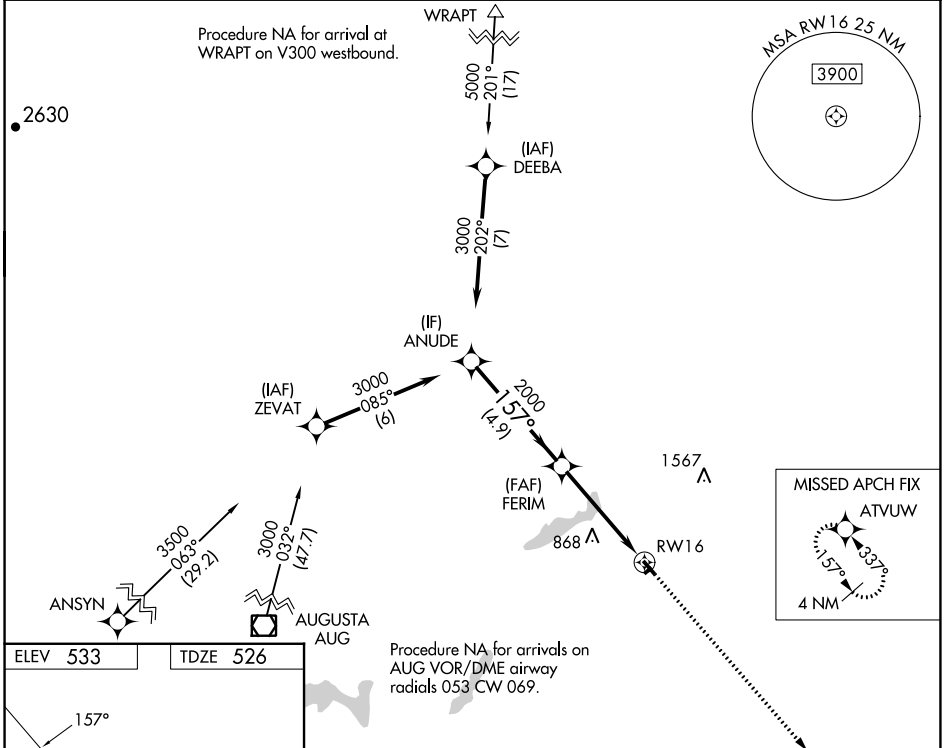 WRAPT
Procedure NA for arrival at
WRAPT on V300 westbound.
MSA RW16 25 NM
3900
5000
201°
(17)
2630
(IAF)
DEEBA
3000
202°
(7)
(IF)
ANUDE
(IAF)
ZEVAT
3000
085°
(6)
2000
157°
(4.9)
1567
(FAF)
FERIM
MISSED APCH FIX
ATVUW
157°
337°
4 NM
868
RW16
3500
063°
(29.2)
3000
032°
(47.7)
ANSYN
AUGUSTA
AUG
ELEV 533
TDZE 526
Procedure NA for arrivals on
AUG VOR/DME airway
radials 053 CW 069.
157°